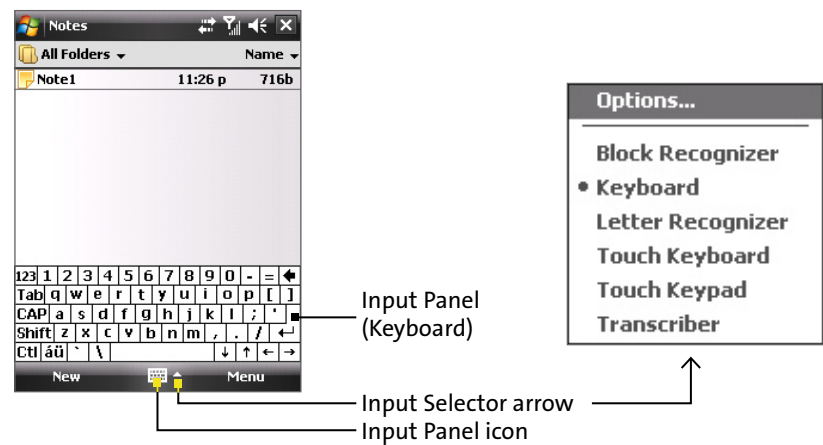 Notes
All Folders Name
Note1 11:26 p 716b
123 1 2 3 4 5 6 7 8 9 0 - =
Tab q w e r t y u i o p [ ]
CAP a s d f g h j k l ; '
Shift z x c v b n m , . /
Ctl áü ` \ ↓ ↑ ← →
New Menu
Input Panel
(Keyboard)
Input Selector arrow
Input Panel icon
Options...
Block Recognizer
Keyboard
Letter Recognizer
Touch Keyboard
Touch Keypad
Transcriber